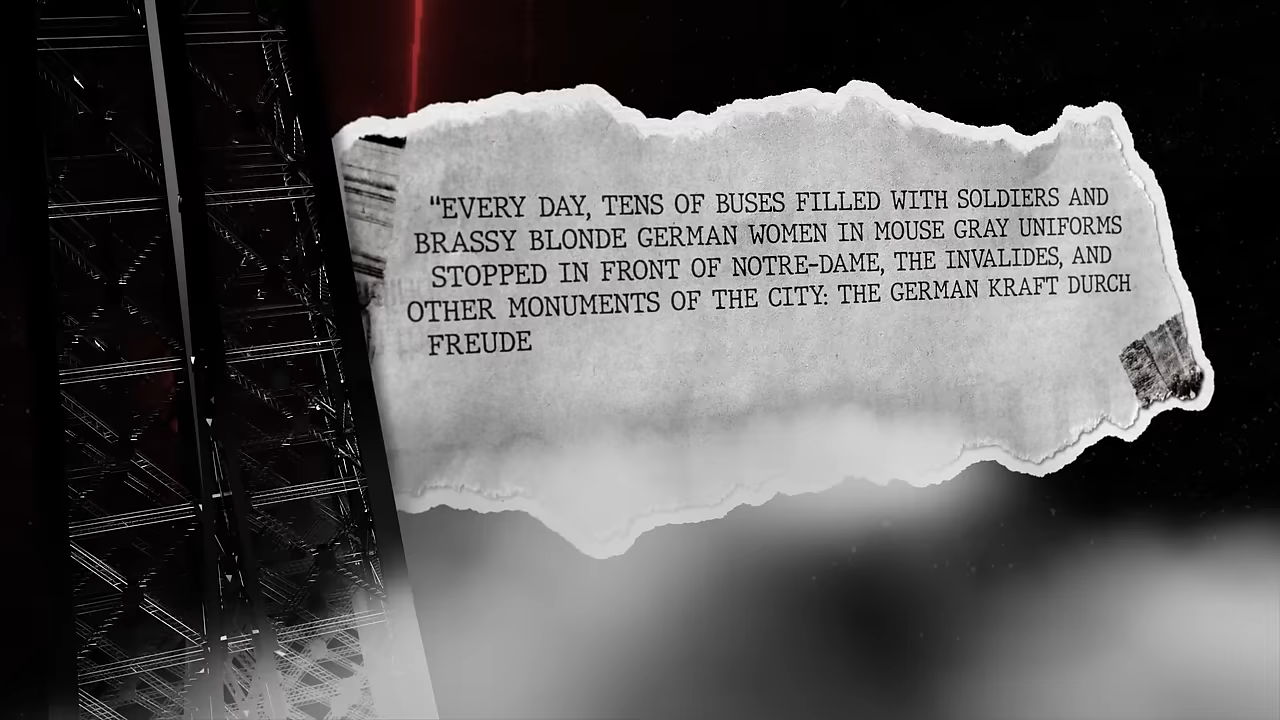 "EVERY DAY, TENS OF BUSES FILLED WITH SOLDIERS AND
BRASSY BLONDE GERMAN WOMEN IN MOUSE GRAY UNIFORMS
STOPPED IN FRONT OF NOTRE-DAME, THE INVALIDES, AND
OTHER MONUMENTS OF THE CITY: THE GERMAN KRAFT DURCH
FREUDE